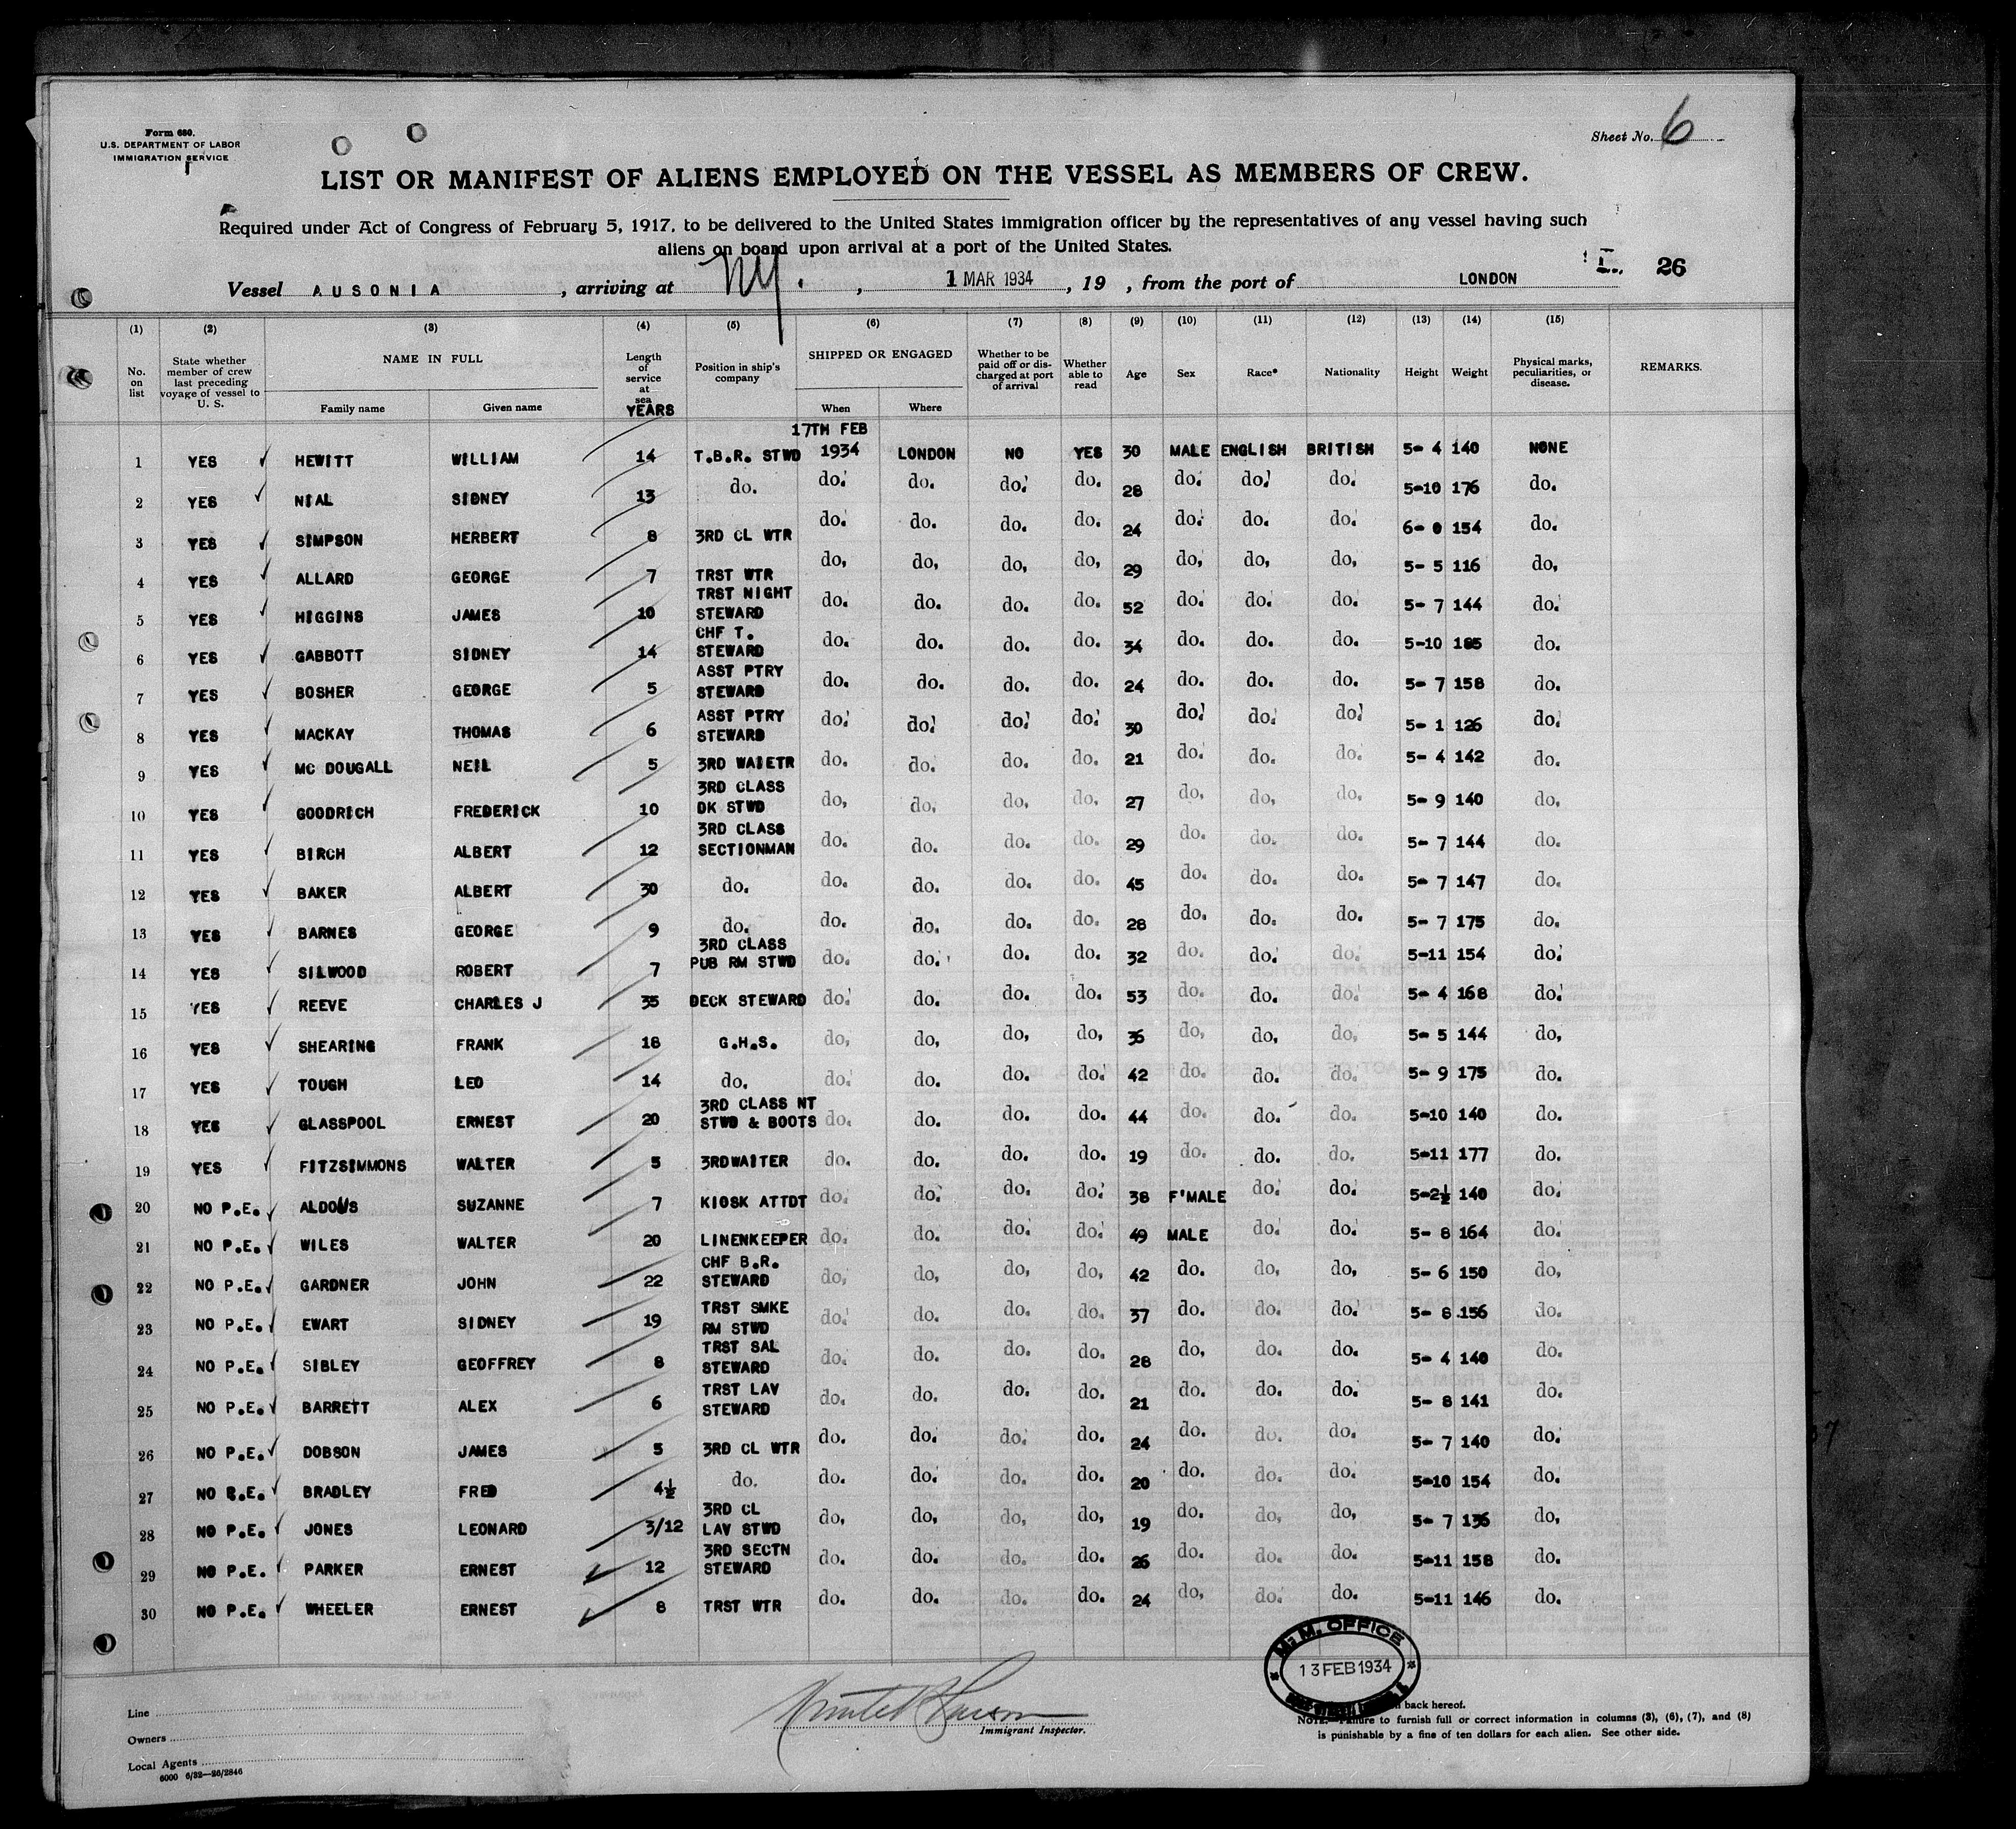 Form 680.
U.S. DEPARTMENT OF LABOR
IMMIGRATION SERVICE
Sheet No. 6
LIST OR MANIFEST OF ALIENS EMPLOYED ON THE VESSEL AS MEMBERS OF CREW.
Required under Act of Congress of February 5, 1917, to be delivered to the United States immigration officer by the representatives of any vessel having such
aliens on board upon arrival at a port of the United States.
26
Vessel AUSONIA, arriving at NY., 1 MAR 1934, 19 , from the port of LONDON
(1) (2) (3) (4) (5) (6) (7) (8) (9) (10) (11) (12) (13) (14) (15)
No. on list State whether member of crew last preceding voyage of vessel to U. S. NAME IN FULL Family name Given name Length of service at sea YEARS Position in ship's company SHIPPED OR ENGAGED When Where Whether to be paid off or discharged at port of arrival Whether able to read Age Sex Race* Nationality Height Weight Physical marks, peculiarities, or disease. REMARKS.
17TH FEB
1 YES HEWITT WILLIAM 14 T.B.R. STWD 1934 LONDON NO YES 30 MALE ENGLISH BRITISH 5- 4 140 NONE
2 YES NIAL SIDNEY 13 do. do. do. do. do. 28 do. do. do. 5-10 176 do.
3 YES SIMPSON HERBERT 8 3RD CL WTR do. do. do. do. 24 do. do. do. 6- 0 154 do.
4 YES ALLARD GEORGE 7 TRST WTR do, do, do, do, 29 do, do, do, 5- 5 116 do,
5 YES HIGGINS JAMES 10 TRST NIGHT STEWARD do. do. do. do. 52 do. do. do. 5- 7 144 do.
6 YES GABBOTT SIDNEY 14 CHF T. STEWARD do. do. do. do. 34 do. do. do. 5-10 185 do.
7 YES BOSHER GEORGE 5 ASST PTRY STEWARD do. do. do. do. 24 do. do. do. 5- 7 158 do.
8 YES MACKAY THOMAS 6 ASST PTRY STEWARD do. do. do. do. 30 do. do. do. 5- 1 126 do.
9 YES MC DOUGALL NEIL 5 3RD WAIETR do. do. do. do. 21 do. do. do. 5- 4 142 do.
10 YES GOODRICH FREDERICK 10 3RD CLASS DK STWD do, do, do, do, 27 do, do, do, 5- 9 140 do,
11 YES BIRCH ALBERT 12 3RD CLASS SECTIONMAN do. do. do. do. 29 do. do. do. 5- 7 144 do.
12 YES BAKER ALBERT 30 do. do. do. do. do. 45 do. do. do. 5- 7 147 do.
13 YES BARNES GEORGE 9 do. do. do. do. do. 28 do. do. do. 5- 7 175 do.
14 YES SILWOOD ROBERT 7 3RD CLASS PUB RM STWD do. do. do. do. 32 do. do. do. 5-11 154 do.
15 YES REEVE CHARLES J 35 DECK STEWARD do. do. do. do. 53 do. do. do. 5- 4 168 do.
16 YES SHEARING FRANK 18 G.H.S. do, do, do, do, 36 do, do, do, 5- 5 144 do,
17 YES TOUGH LEO 14 do. do. do. do. do. 42 do. do. do. 5- 9 175 do.
18 YES GLASSPOOL ERNEST 20 3RD CLASS NT STWD & BOOTS do. do. do. do. 44 do. do. do. 5-10 140 do.
19 YES FITZSIMMONS WALTER 5 3RDWAITER do. do. do. do. 19 do. do. do. 5-11 177 do.
20 NO P.E. ALDOUS SUZANNE 7 KIOSK ATTDT do. do. do. do. 38 F'MALE do. do. 5-2½ 140 do.
21 NO P.E. WILES WALTER 20 LINENKEEPER do. do. do. do. 49 MALE do. do. 5- 8 164 do.
22 NO P.E. GARDNER JOHN 22 CHF B.R. STEWARD do, do, do, do, 42 do. do, do, 5- 6 150 do,
23 NO P.E. EWART SIDNEY 19 TRST SMKE RM STWD do. do. do. do. 37 do. do. do. 5- 8 156 do.
24 NO P.E. SIBLEY GEOFFREY 8 TRST SAL STEWARD do. do. do. do. 28 do, do. do. 5- 4 140 do.
25 NO P.E. BARRETT ALEX 6 TRST LAV STEWARD do. do. do. do. 21 do. do. do. 5- 8 141 do.
26 NO P.E. DOBSON JAMES 5 3RD CL WTR do. do. do. do. 24 do. do. do. 5- 7 140 do.
27 NO R.E. BRADLEY FRED 4½ do. do. do. do. do. 20 do. do. do. 5-10 154 do.
28 NO P.E. JONES LEONARD 3/12 3RD CL LAV STWD do, do, do, do, 19 do. do, do, 5- 7 136 do,
29 NO P.E. PARKER ERNEST 12 3RD SECTN STEWARD do. do. do. do. 26 do. do. do. 5-11 158 do.
30 NO P.E. WHEELER ERNEST 8 TRST WTR do. do. do. do. 24 do, do. do. 5-11 146 do.
M. M. OFFICE
13 FEB 1934
Line
Owners
Local Agents
6000 6/32—26/2846
Immigrant Inspector.
back hereof.
NOTE. Failure to furnish full or correct information in columns (3), (6), (7), and (8)
is punishable by a fine of ten dollars for each alien. See other side.